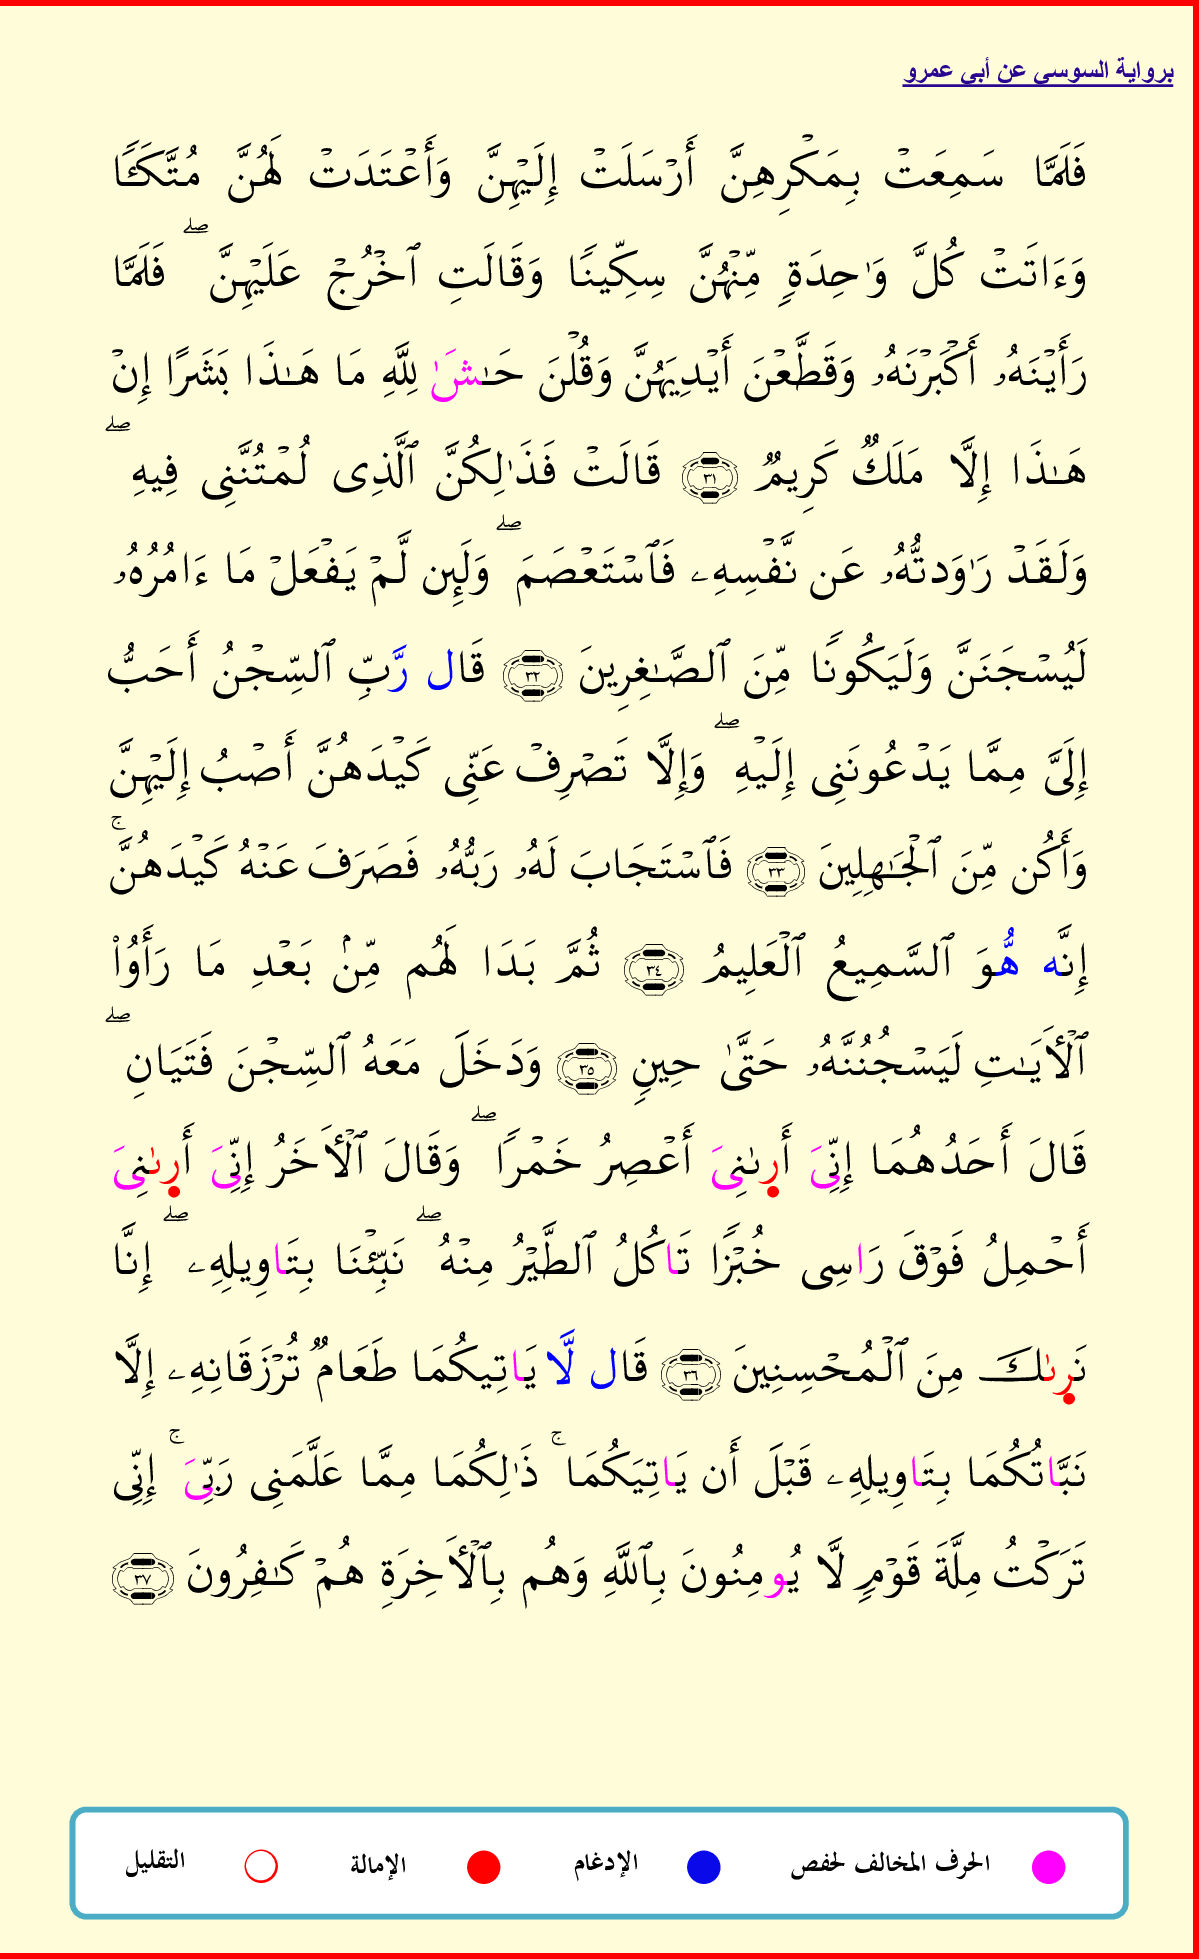 برواية السوسي عن أبي عمرو
فَلَمَّا سَمِعَتْ بِمَكْرِهِنَّ أَرْسَلَتْ إِلَيْهِنَّ وَأَعْتَدَتْ لَهُنَّ مُتَّكَـًٔا
وَءَاتَتْ كُلَّ وَٰحِدَةٍ مِّنْهُنَّ سِكِّينًا وَقَالَتِ ٱخْرُجْ عَلَيْهِنَّ ۖ فَلَمَّا
رَأَيْنَهُۥ أَكْبَرْنَهُۥ وَقَطَّعْنَ أَيْدِيَهُنَّ وَقُلْنَ حَـٰشَىٰ لِلَّهِ مَا هَـٰذَا بَشَرًا إِنْ
هَـٰذَا إِلَّا مَلَكٌ كَرِيمٌ ٣١ قَالَتْ فَذَٰلِكُنَّ ٱلَّذِى لُمْتُنَّنِى فِيهِ ۖ
وَلَقَدْ رَٰوَدتُّهُۥ عَن نَّفْسِهِۦ فَٱسْتَعْصَمَ ۖ وَلَئِن لَّمْ يَفْعَلْ مَا ءَامُرُهُۥ
لَيُسْجَنَنَّ وَلَيَكُونًا مِّنَ ٱلصَّـٰغِرِينَ ٣٢ قَال رَّبِّ ٱلسِّجْنُ أَحَبُّ
إِلَىَّ مِمَّا يَدْعُونَنِى إِلَيْهِ ۖ وَإِلَّا تَصْرِفْ عَنِّى كَيْدَهُنَّ أَصْبُ إِلَيْهِنَّ
وَأَكُن مِّنَ ٱلْجَـٰهِلِينَ ٣٣ فَٱسْتَجَابَ لَهُۥ رَبُّهُۥ فَصَرَفَ عَنْهُ كَيْدَهُنَّ ۚ
إِنَّه هُّوَ ٱلسَّمِيعُ ٱلْعَلِيمُ ٣٤ ثُمَّ بَدَا لَهُم مِّنۢ بَعْدِ مَا رَأَوُا۟
ٱلْأَيَـٰتِ لَيَسْجُنُنَّهُۥ حَتَّىٰ حِينٍ ٣٥ وَدَخَلَ مَعَهُ ٱلسِّجْنَ فَتَيَانِ ۖ
قَالَ أَحَدُهُمَا إِنِّىَ أَرٜىٰنِىَ أَعْصِرُ خَمْرًا ۖ وَقَالَ ٱلْأَخَرُ إِنِّىَ أَرٜىٰنِىَ
أَحْمِلُ فَوْقَ رَاسِى خُبْزًا تَاكُلُ ٱلطَّيْرُ مِنْهُ ۖ نَبِّئْنَا بِتَاوِيلِهِۦ ۖ إِنَّا
نَرٜىٰكَ مِنَ ٱلْمُحْسِنِينَ ٣٦ قَال لَّا يَاتِيكُمَا طَعَامٌ تُرْزَقَانِهِۦ إِلَّا
نَبَّاتُكُمَا بِتَاوِيلِهِۦ قَبْلَ أَن يَاتِيَكُمَا ۚ ذَٰلِكُمَا مِمَّا عَلَّمَنِى رَبِّىَ ۚ إِنِّى
تَرَكْتُ مِلَّةَ قَوْمٍ لَّا يُومِنُونَ بِٱللَّهِ وَهُم بِٱلْأَخِرَةِ هُمْ كَـٰفِرُونَ ٣٧
الحرف المخالف لحفص الإدغام الإمالة التقليل